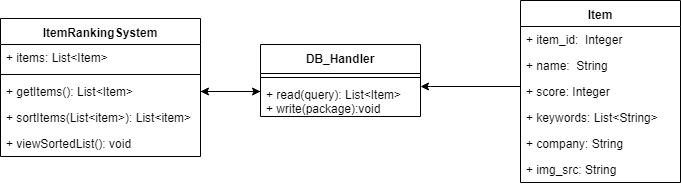 ItemRankingSystem
+ items: List<Item>
+ getItems(): List<Item>
+ sortItems(List<item>): List<item>
+ viewSortedList(): void
DB_Handler
+ read(query): List<Item>
+ write(package):void
Item
+ item_id: Integer
+ name: String
+ score: Integer
+ keywords: List<String>
+ company: String
+ img_src: String